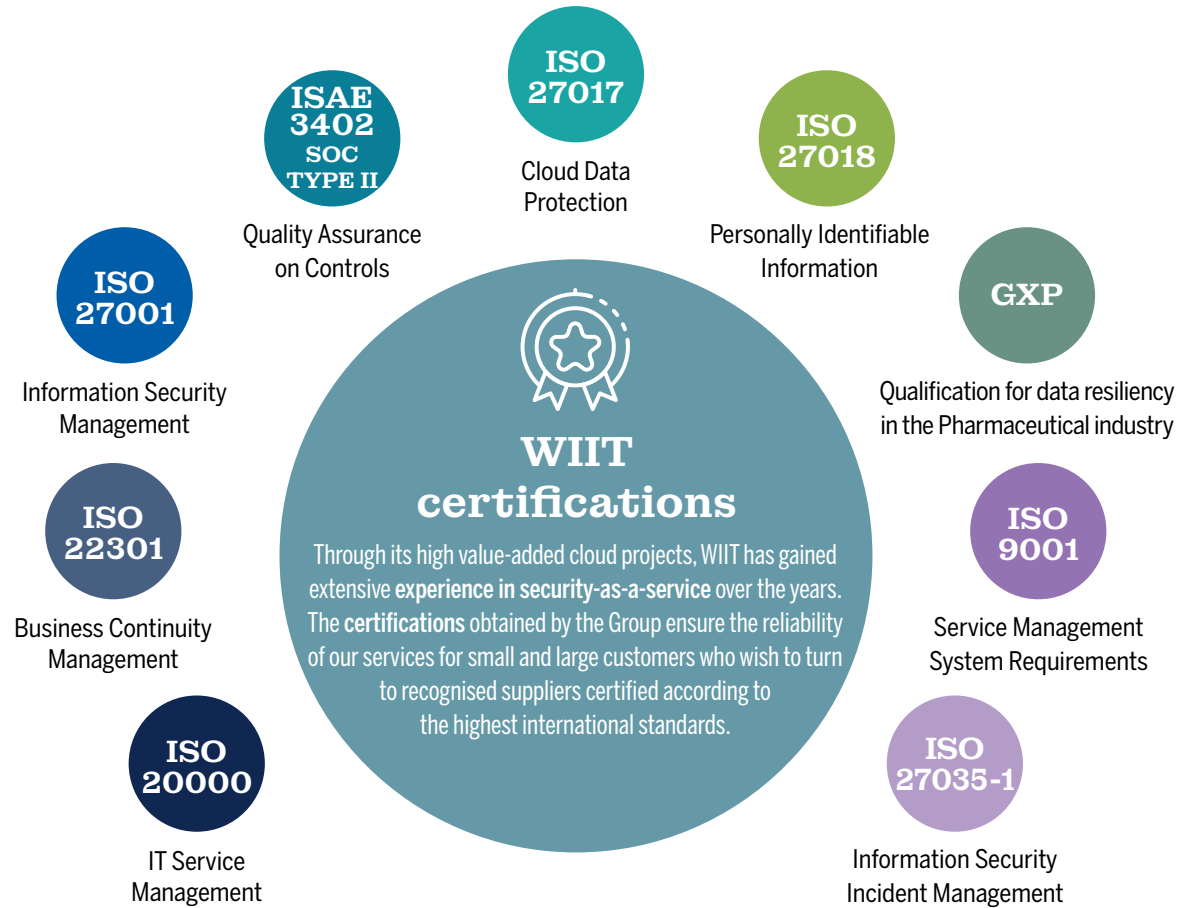 ISO
27017
Cloud Data
Protection
ISAE
3402
SOC
TYPE II
Quality Assurance
on Controls
ISO
27018
Personally Identifiable
Information
ISO
27001
Information Security
Management
GXP
Qualification for data resiliency
in the Pharmaceutical industry
WIIT
certifications
Through its high value-added cloud projects, WIIT has gained
extensive experience in security-as-a-service over the years.
The certifications obtained by the Group ensure the reliability
of our services for small and large customers who wish to turn
to recognised suppliers certified according to
the highest international standards.
ISO
22301
Business Continuity
Management
ISO
9001
Service Management
System Requirements
ISO
20000
IT Service
Management
ISO
27035-1
Information Security
Incident Management